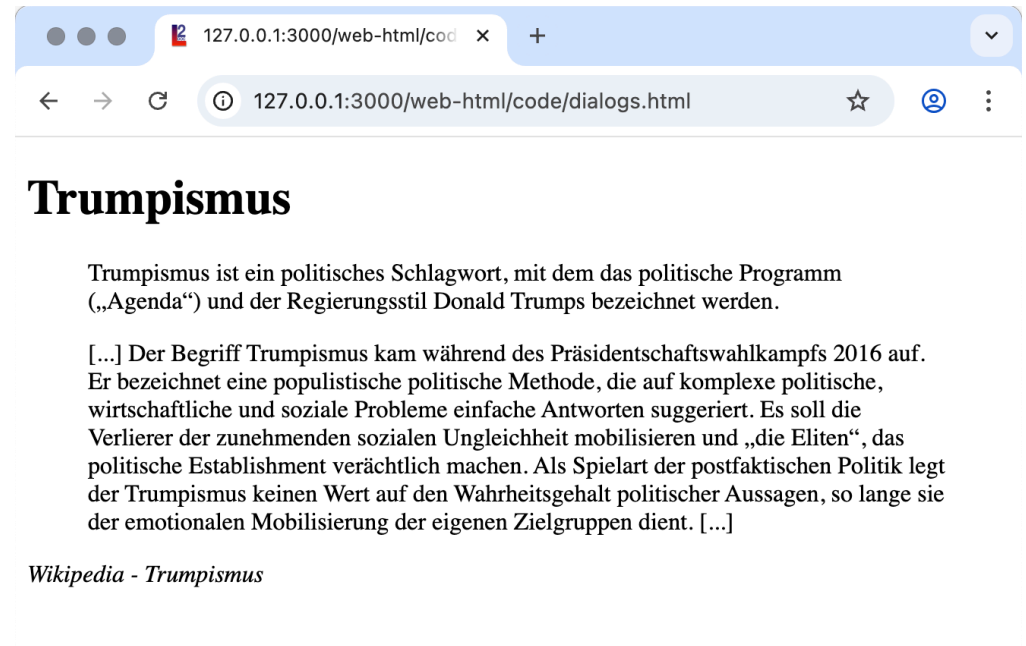 127.0.0.1:3000/web-html/cod
127.0.0.1:3000/web-html/code/dialogs.html
Trumpismus
Trumpismus ist ein politisches Schlagwort, mit dem das politische Programm
(„Agenda“) und der Regierungsstil Donald Trumps bezeichnet werden.
[...] Der Begriff Trumpismus kam während des Präsidentschaftswahlkampfs 2016 auf.
Er bezeichnet eine populistische politische Methode, die auf komplexe politische,
wirtschaftliche und soziale Probleme einfache Antworten suggeriert. Es soll die
Verlierer der zunehmenden sozialen Ungleichheit mobilisieren und „die Eliten“, das
politische Establishment verächtlich machen. Als Spielart der postfaktischen Politik legt
der Trumpismus keinen Wert auf den Wahrheitsgehalt politischer Aussagen, so lange sie
der emotionalen Mobilisierung der eigenen Zielgruppen dient. [...]
Wikipedia - Trumpismus